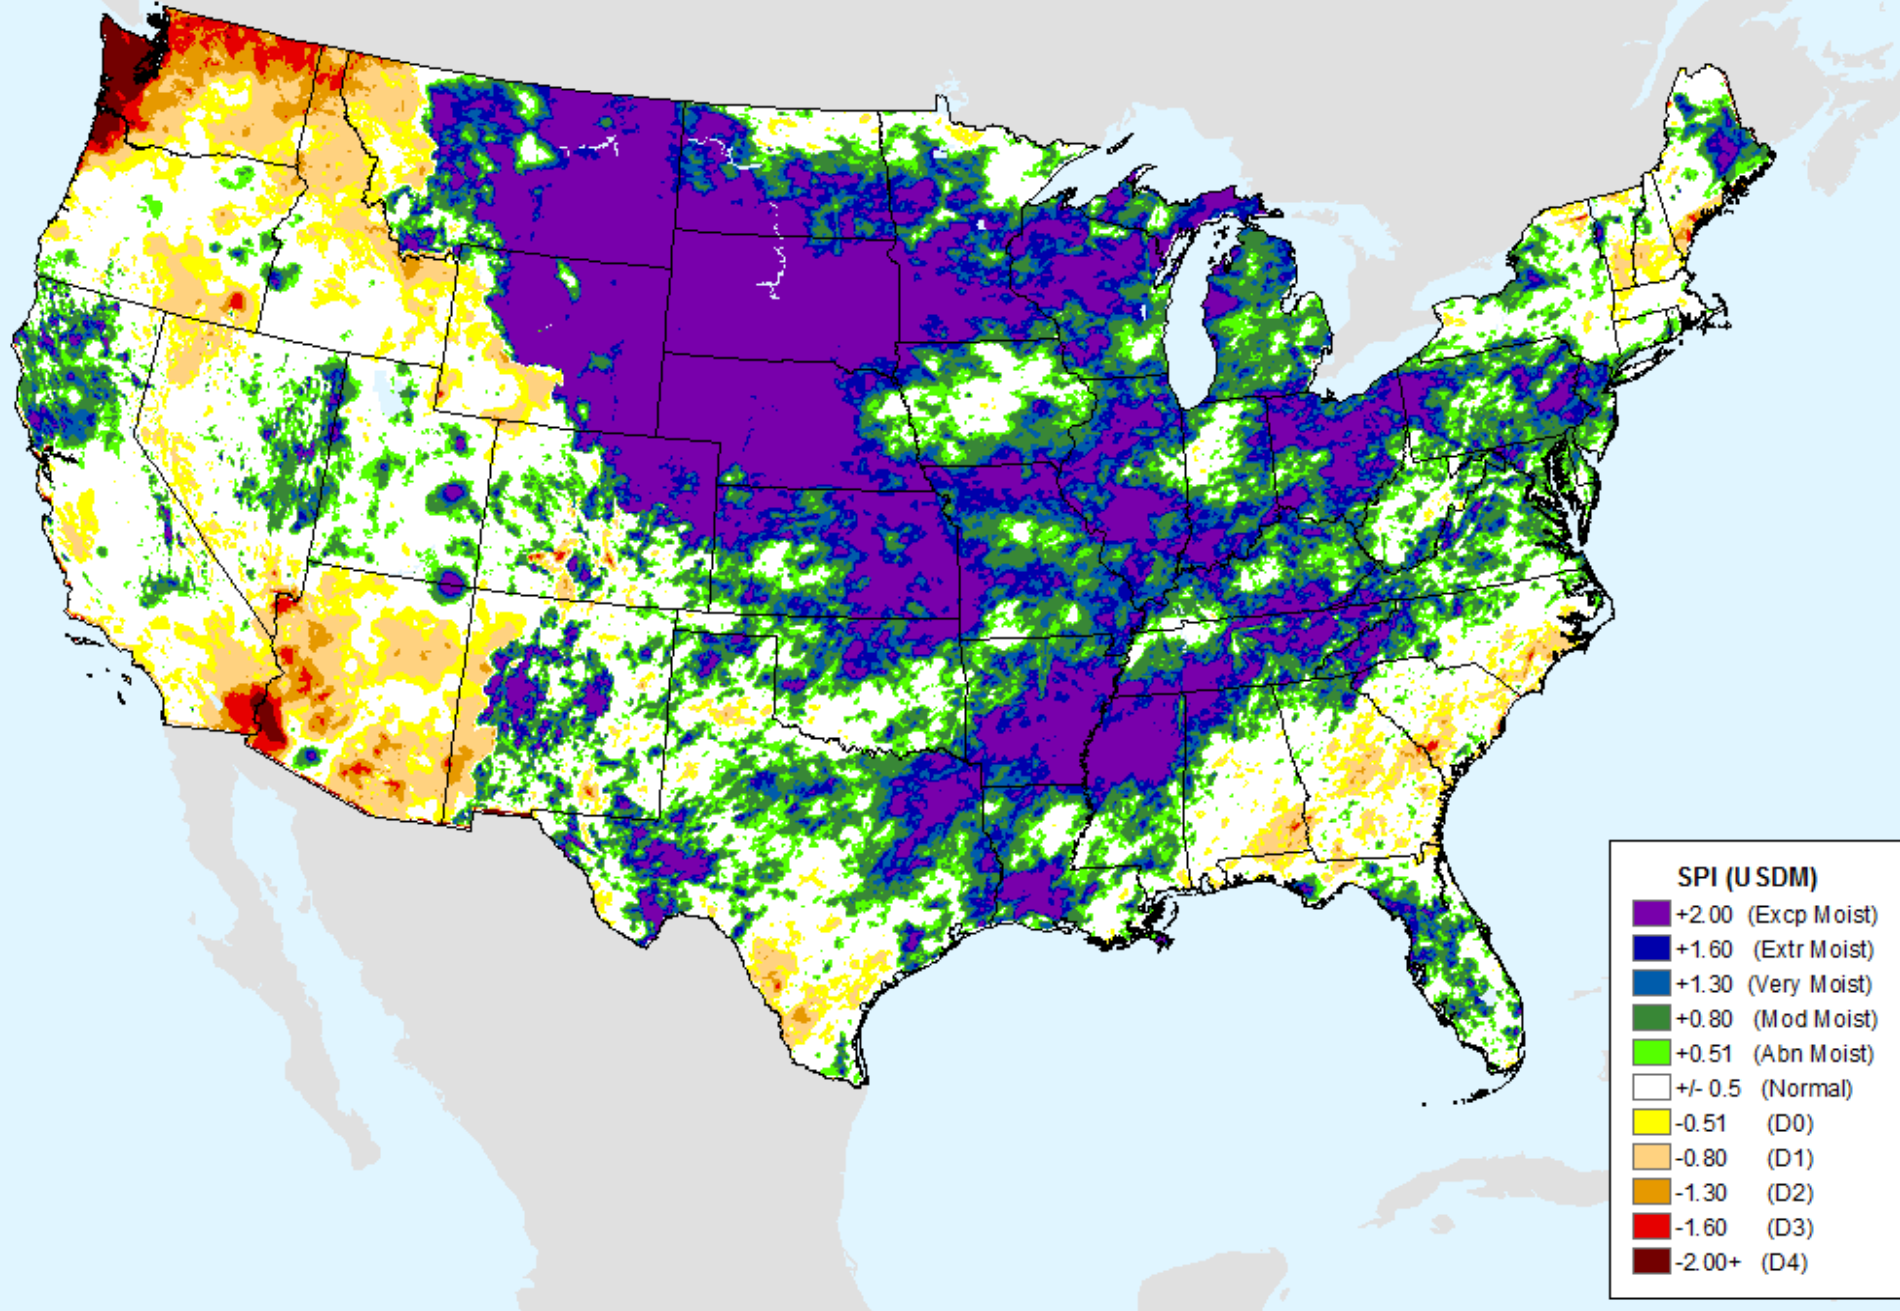 SPI (USDM)
+2.00 (Excp Moist)
+1.60 (Extr Moist)
+1.30 (Very Moist)
+0.80 (Mod Moist)
+0.51 (Abn Moist)
+/- 0.5 (Normal)
-0.51 (D0)
-0.80 (D1)
-1.30 (D2)
-1.60 (D3)
-2.00+ (D4)